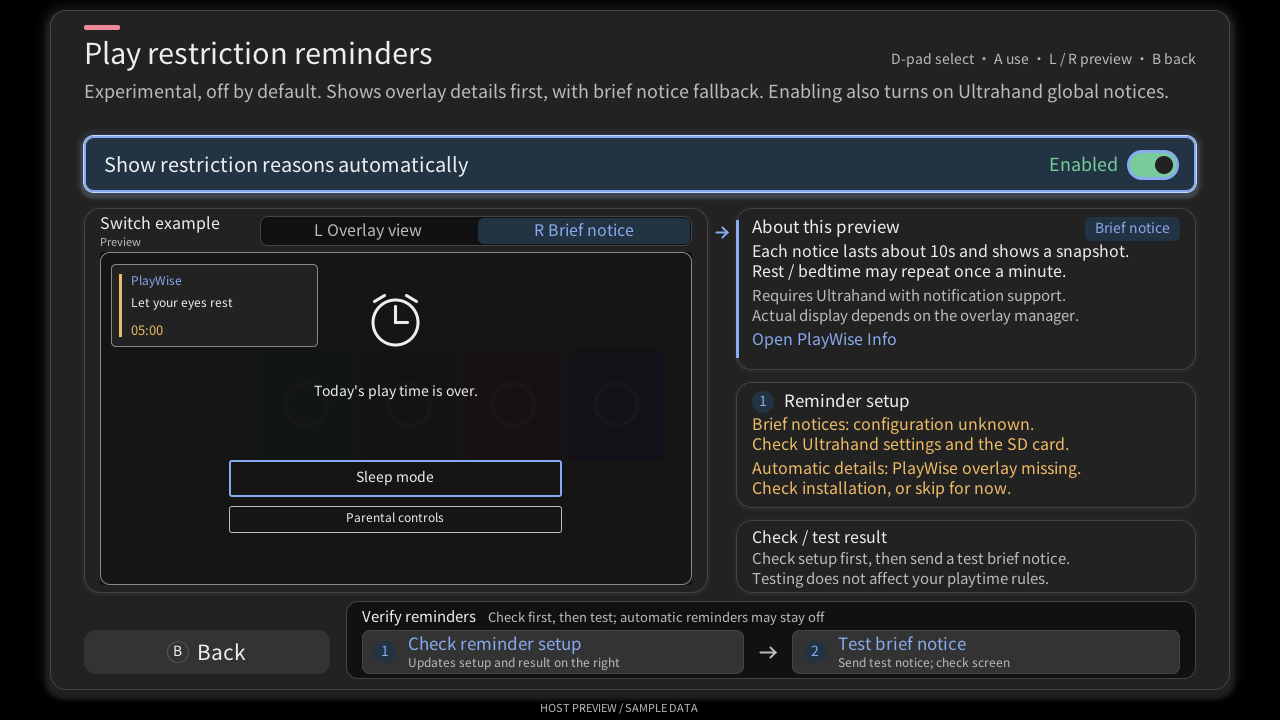 Play restriction reminders
D-pad select • A use • L / R preview • B back
Experimental, off by default. Shows overlay details first, with brief notice fallback. Enabling also turns on Ultrahand global notices.
Show restriction reasons automatically
Enabled
Switch example
Preview
L Overlay view
R Brief notice
PlayWise
Let your eyes rest
05:00
Today's play time is over.
Sleep mode
Parental controls
About this preview
Brief notice
Each notice lasts about 10s and shows a snapshot.
Rest / bedtime may repeat once a minute.
Requires Ultrahand with notification support.
Actual display depends on the overlay manager.
Open PlayWise Info
1 Reminder setup
Brief notices: configuration unknown.
Check Ultrahand settings and the SD card.
Automatic details: PlayWise overlay missing.
Check installation, or skip for now.
Check / test result
Check setup first, then send a test brief notice.
Testing does not affect your playtime rules.
B Back
Verify reminders Check first, then test; automatic reminders may stay off
1 Check reminder setup
Updates setup and result on the right
→
2 Test brief notice
Send test notice; check screen
HOST PREVIEW / SAMPLE DATA